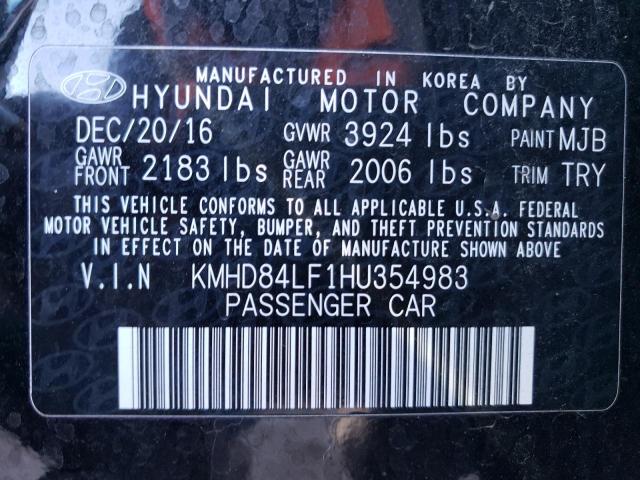 MANUFACTURED IN KOREA BY
HYUNDAI MOTOR COMPANY
DEC/20/16 GVWR 3924 lbs PAINT MJB
GAWR FRONT 2183 lbs GAWR REAR 2006 lbs TRIM TRY
THIS VEHICLE CONFORMS TO ALL APPLICABLE U.S.A. FEDERAL
MOTOR VEHICLE SAFETY, BUMPER, AND THEFT PREVENTION STANDARDS
IN EFFECT ON THE DATE OF MANUFACTURE SHOWN ABOVE
V.I.N KMHD84LF1HU354983
PASSENGER CAR